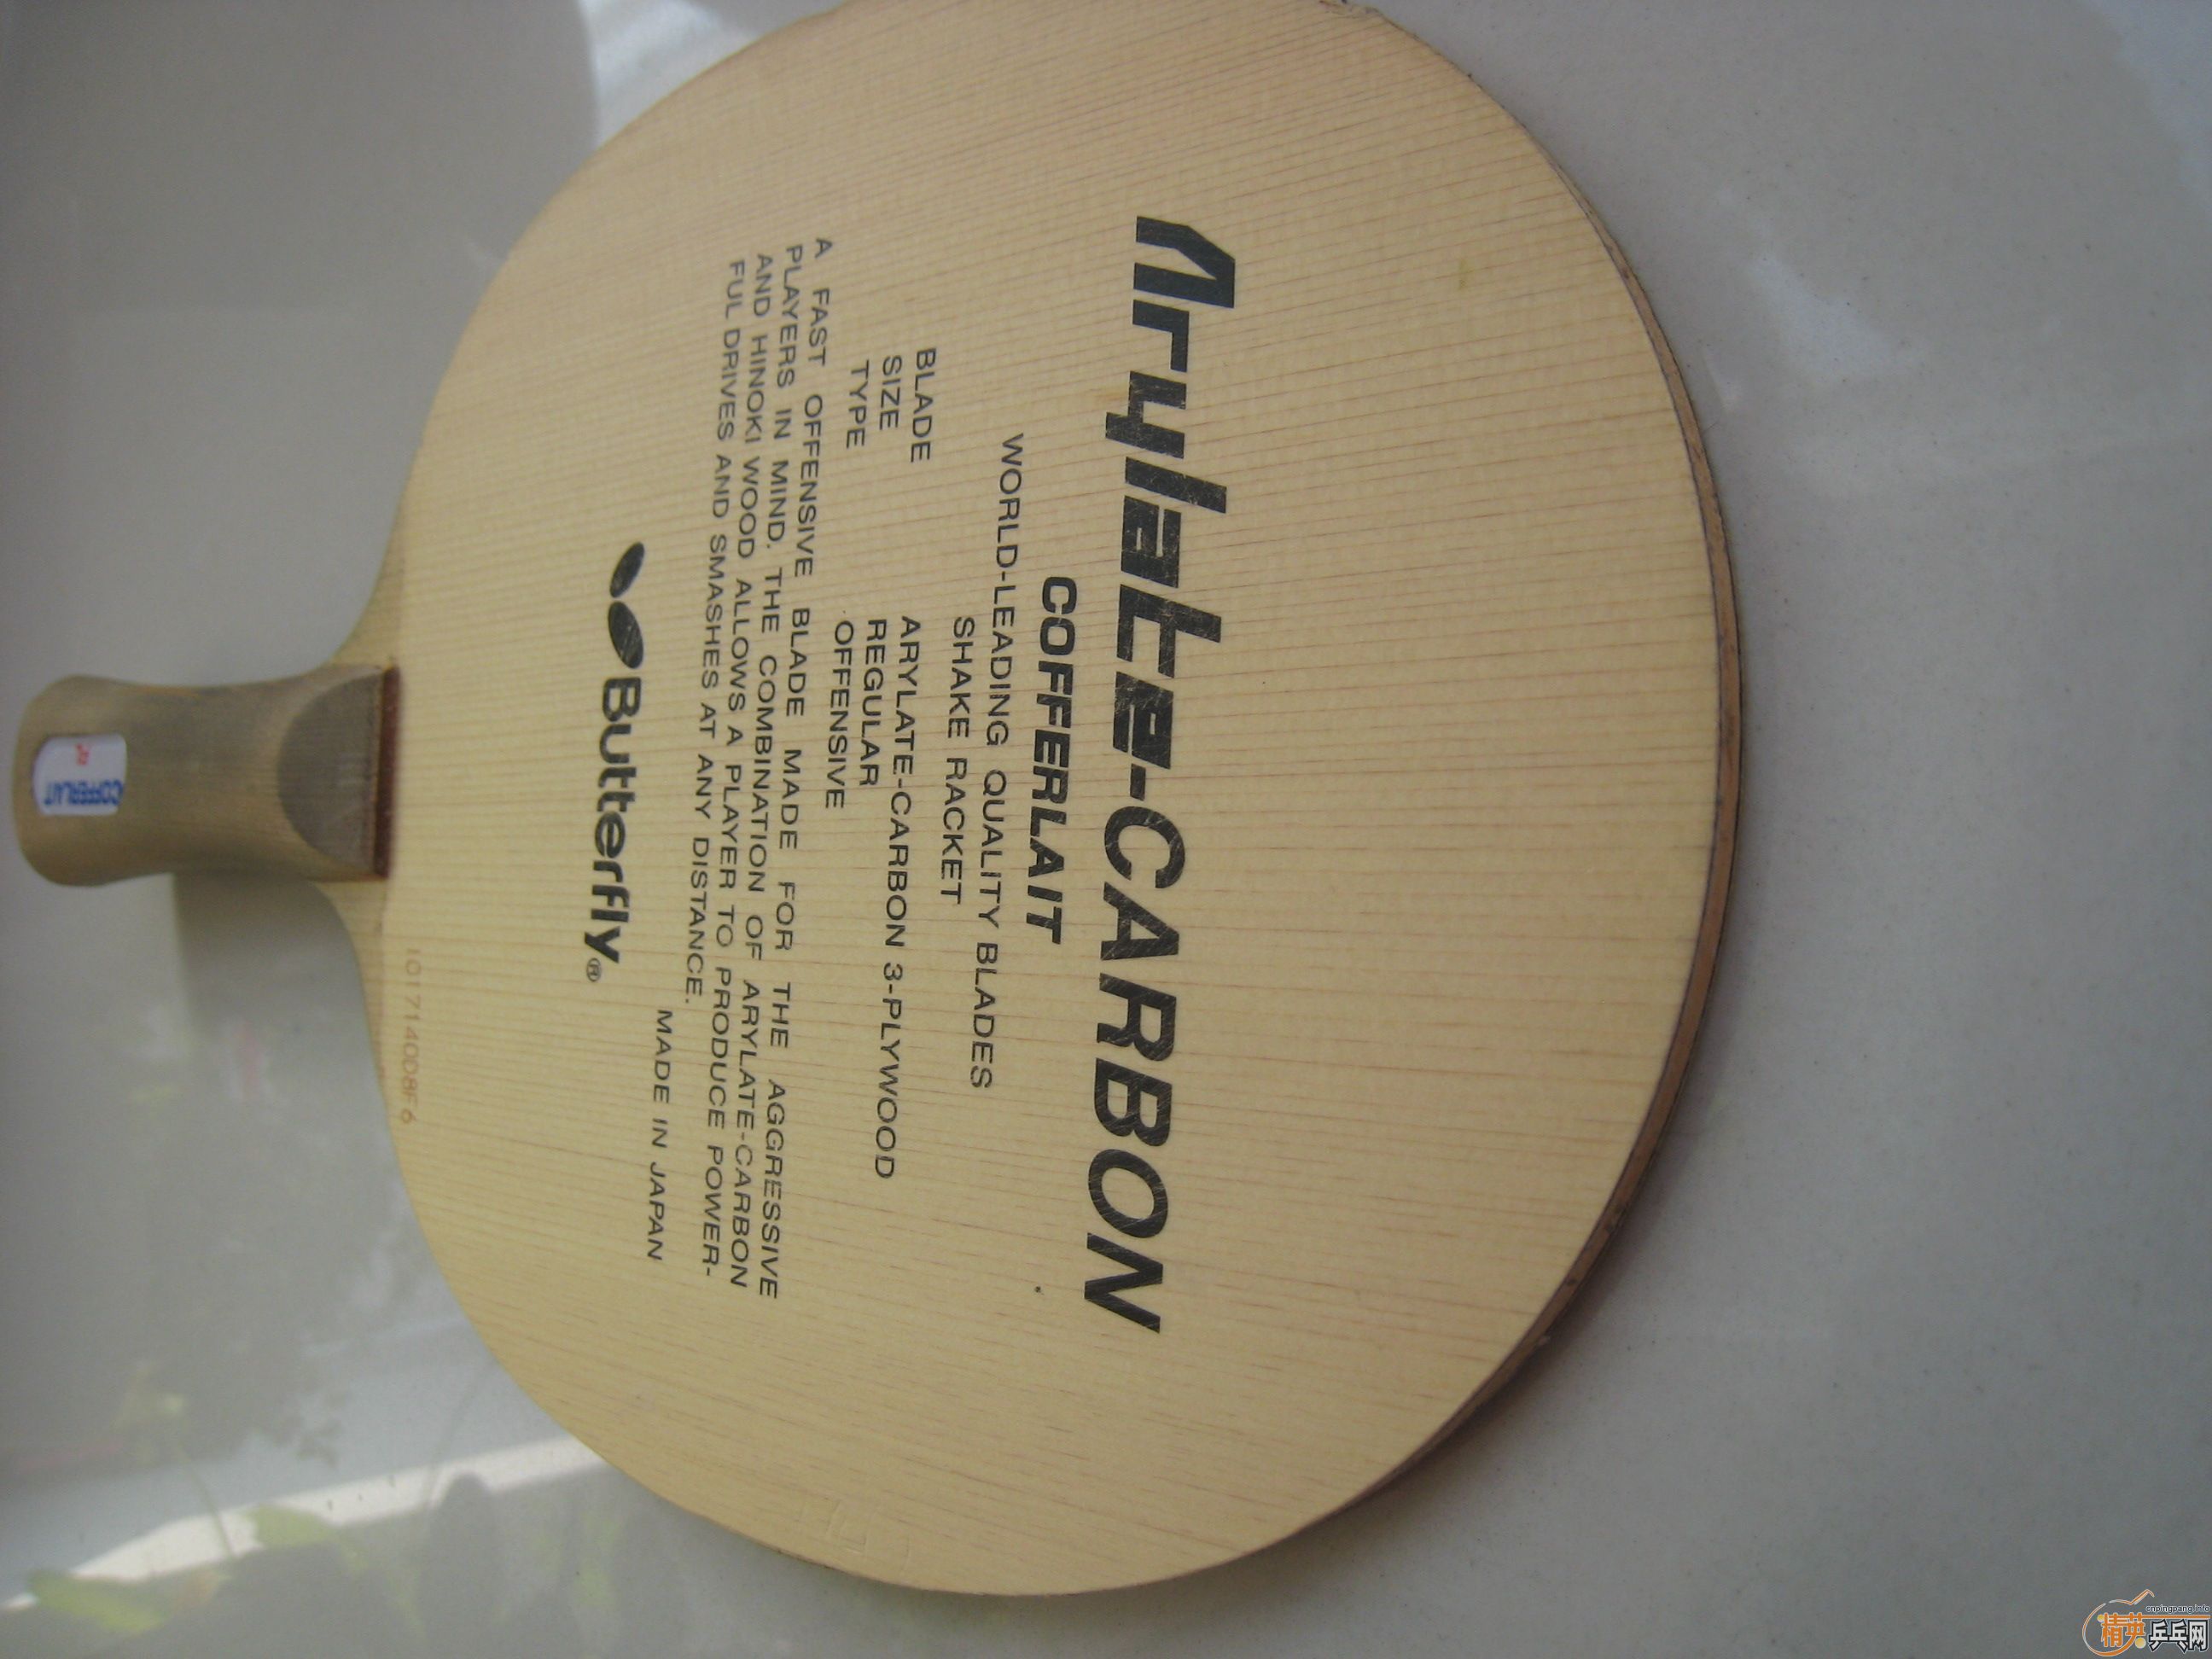 Arylate-CARBON
COFFERLAIT
WORLD-LEADING QUALITY BLADES
SHAKE RACKET
BLADE ARYLATE-CARBON 3-PLYWOOD
SIZE REGULAR
TYPE OFFENSIVE
A FAST OFFENSIVE BLADE MADE FOR THE AGGRESSIVE
PLAYERS IN MIND. THE COMBINATION OF ARYLATE-CARBON
AND HINOKI WOOD ALLOWS A PLAYER TO PRODUCE POWER-
FUL DRIVES AND SMASHES AT ANY DISTANCE.
MADE IN JAPAN
Butterfly®
COFFERLAIT
cnpingpang.info
精英乒乓网